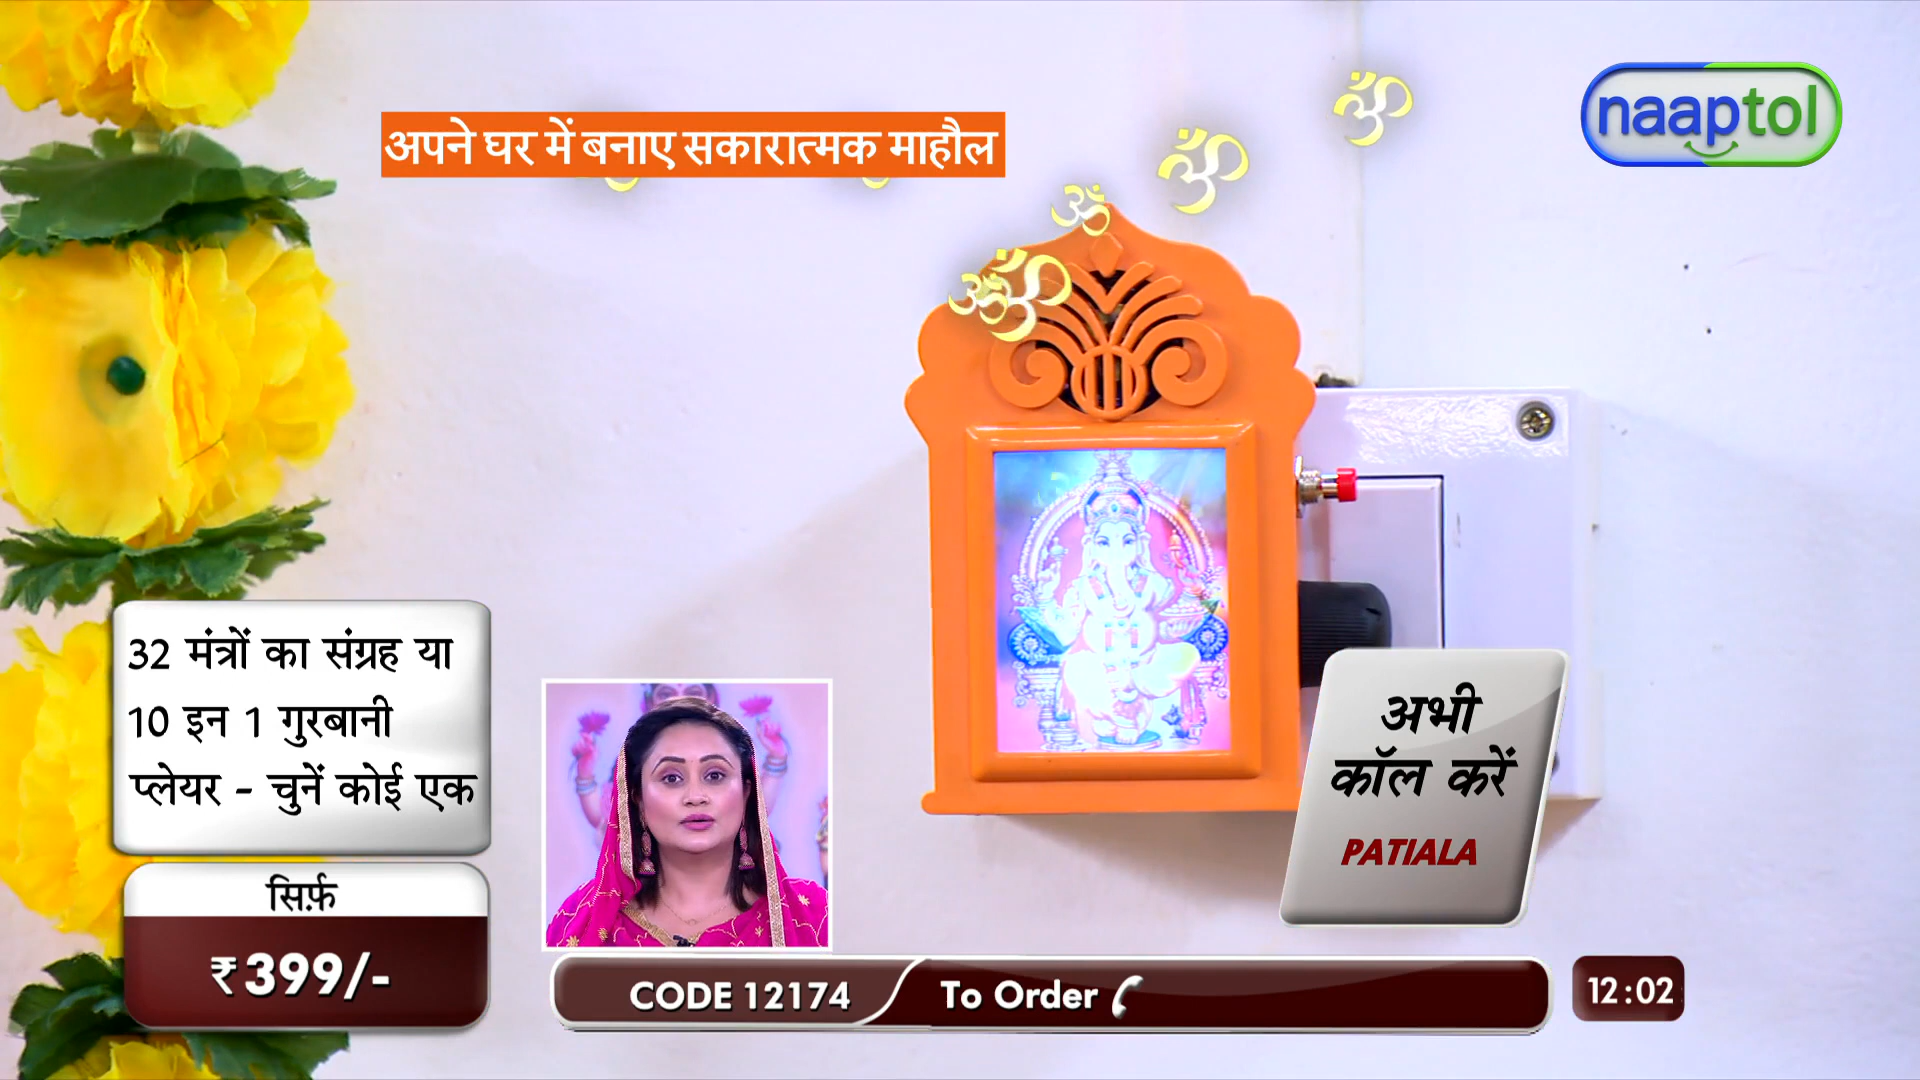 naaptol
अपने घर में बनाए सकारात्मक माहौल
ॐ
ॐ
ॐ
ॐ
ॐ
32 मंत्रों का संग्रह या
10 इन 1 गुरबानी
प्लेयर - चुनें कोई एक
सिर्फ़
₹399/-
अभी
कॉल करें
PATIALA
CODE 12174
To Order
12:02